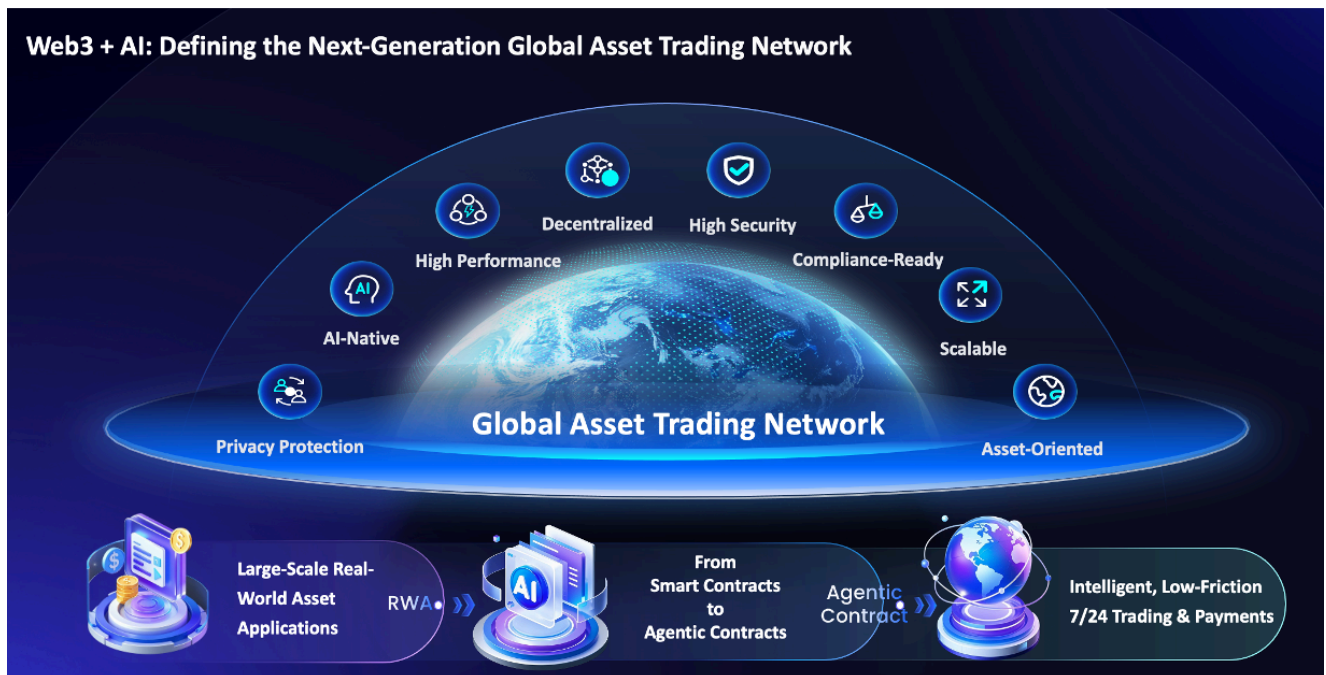 Web3 + AI: Defining the Next-Generation Global Asset Trading Network
Decentralized
High Security
High Performance
Compliance-Ready
AI
AI-Native
Scalable
Privacy Protection
Global Asset Trading Network
Asset-Oriented
Large-Scale Real-
World Asset
Applications
RWA
AI
From
Smart Contracts
to
Agentic Contracts
Agentic
Contract
Intelligent, Low-Friction
7/24 Trading & Payments